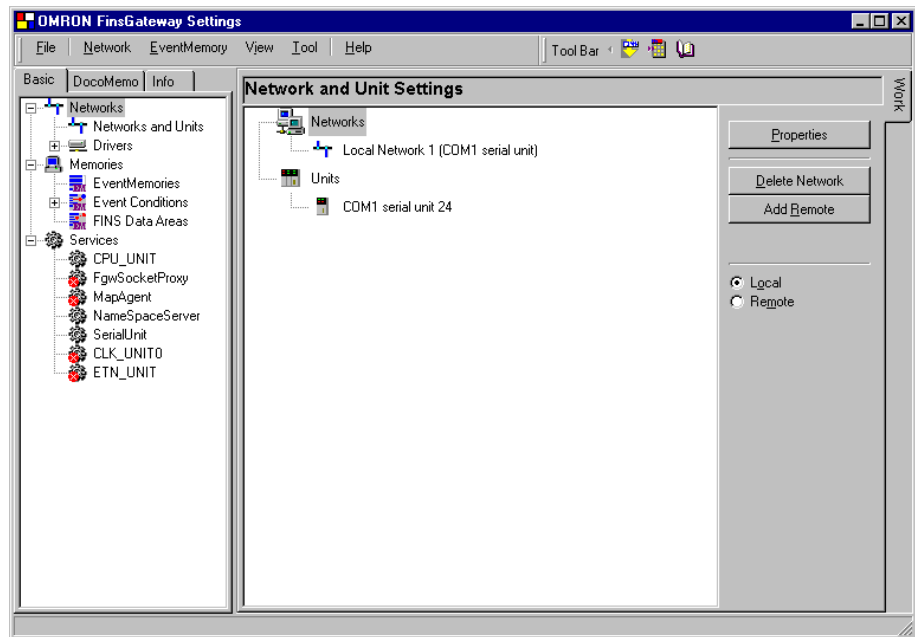 OMRON FinsGateway Settings
File Network EventMemory View Tool Help
Tool Bar
Basic DocoMemo Info
Networks
Networks and Units
Drivers
Memories
EventMemories
Event Conditions
FINS Data Areas
Services
CPU_UNIT
FgwSocketProxy
MapAgent
NameSpaceServer
SerialUnit
CLK_UNIT0
ETN_UNIT
Network and Unit Settings
Networks
Local Network 1 (COM1 serial unit)
Units
COM1 serial unit 24
Properties
Delete Network
Add Remote
Local
Remote
Work